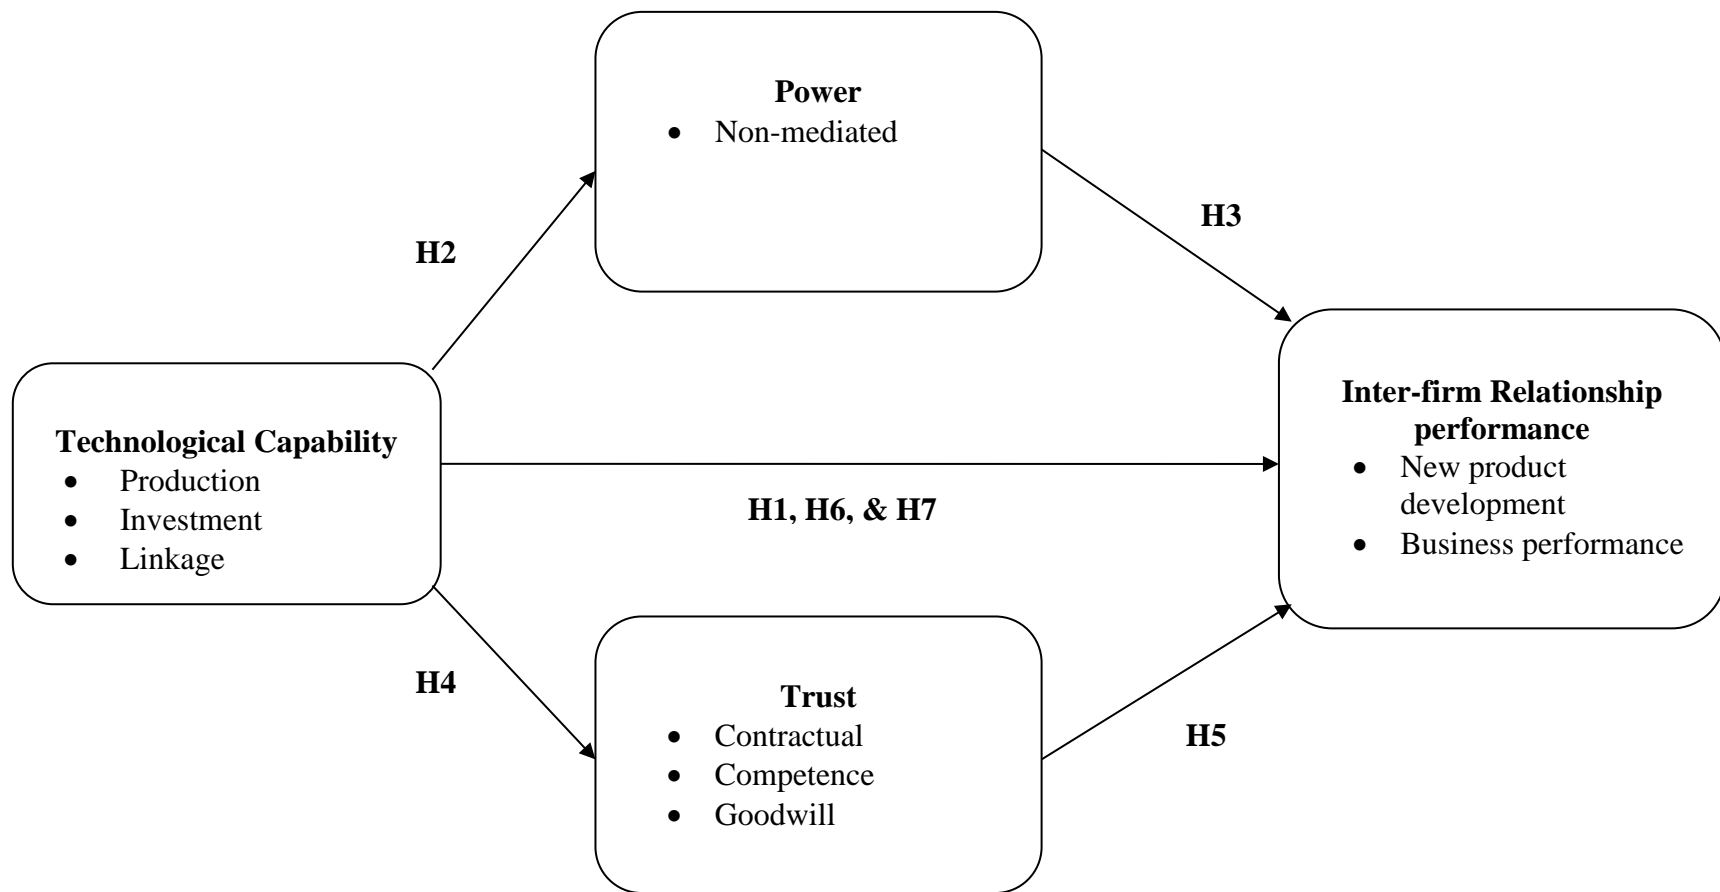 Power
• Non-mediated
H3
H2
Technological Capability
• Production
• Investment
• Linkage
H1, H6, & H7
Inter-firm Relationship
performance
• New product
development
• Business performance
H4
Trust
• Contractual
• Competence
• Goodwill
H5